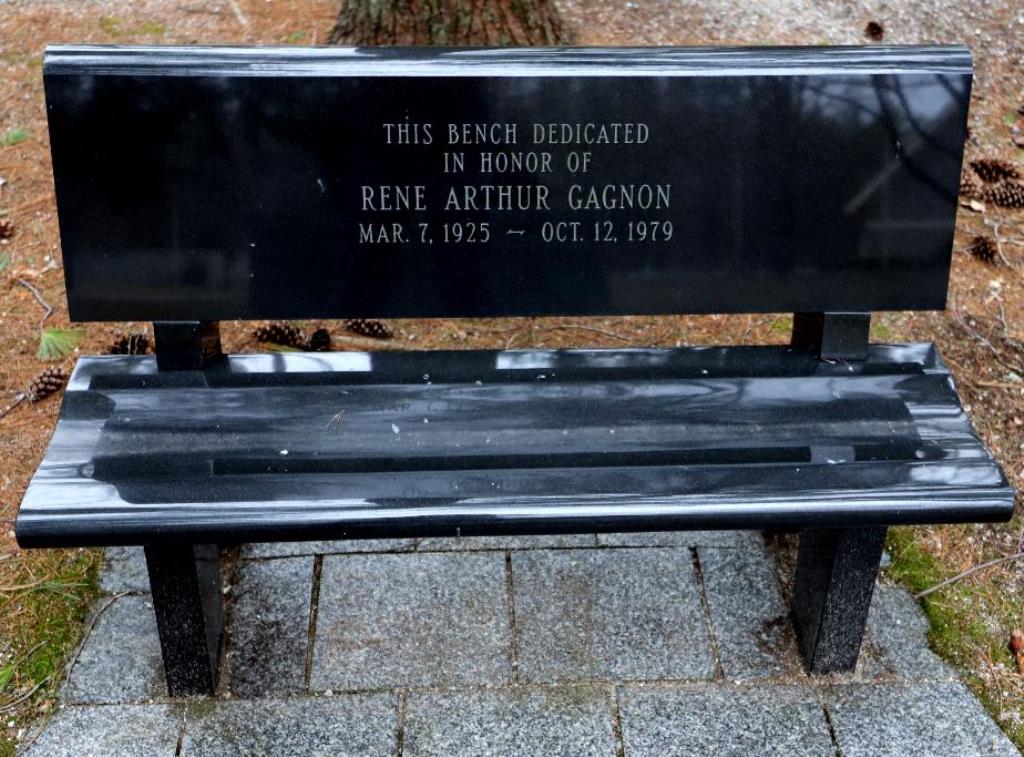 THIS BENCH DEDICATED
IN HONOR OF
RENE ARTHUR GAGNON
MAR. 7, 1925 ~ OCT. 12, 1979